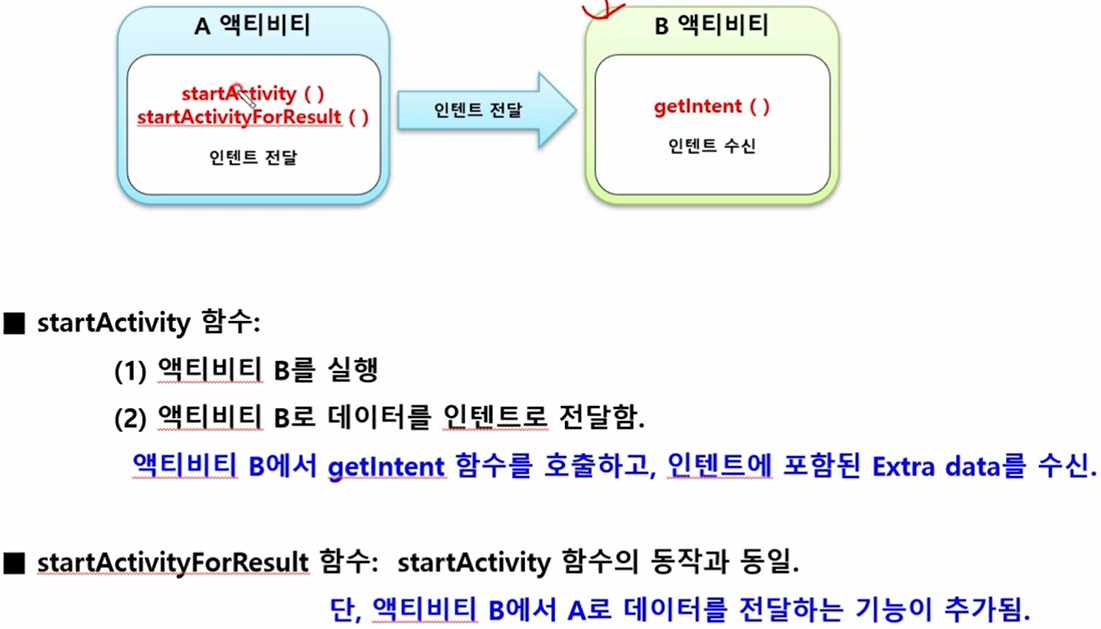 A 액티비티
startActivity ( )
startActivityForResult ( )
인텐트 전달
인텐트 전달
B 액티비티
getIntent ( )
인텐트 수신
■ startActivity 함수:
(1) 액티비티 B를 실행
(2) 액티비티 B로 데이터를 인텐트로 전달함.
액티비티 B에서 getIntent 함수를 호출하고, 인텐트에 포함된 Extra data를 수신.
■ startActivityForResult 함수: startActivity 함수의 동작과 동일.
단, 액티비티 B에서 A로 데이터를 전달하는 기능이 추가됨.